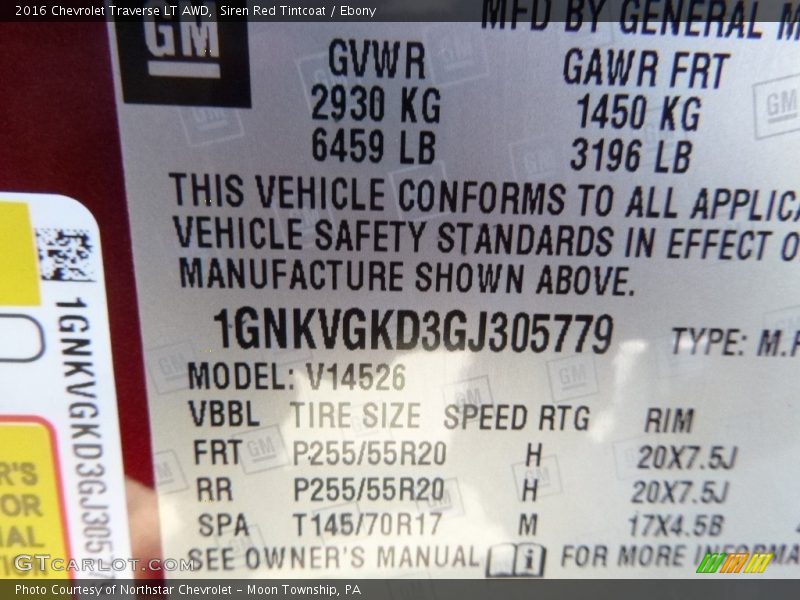 2016 Chevrolet Traverse LT AWD, Siren Red Tintcoat / Ebony
MFD BY GENERAL
GM
GVWR GAWR FRT
2930 KG 1450 KG
6459 LB 3196 LB
THIS VEHICLE CONFORMS TO ALL APPLICA
VEHICLE SAFETY STANDARDS IN EFFECT O
MANUFACTURE SHOWN ABOVE.
1GNKVGKD3GJ305779 TYPE: M.P
MODEL: V14526
VBBL TIRE SIZE SPEED RTG RIM
FRT P255/55R20 H 20X7.5J
RR P255/55R20 H 20X7.5J
SPA T145/70R17 M 17X4.5B
SEE OWNER'S MANUAL i FOR MORE INFORMA
1GNKVGKD3GJ3057
ER'S
FOR
GTCarlot.com
Photo Courtesy of Northstar Chevrolet - Moon Township, PA